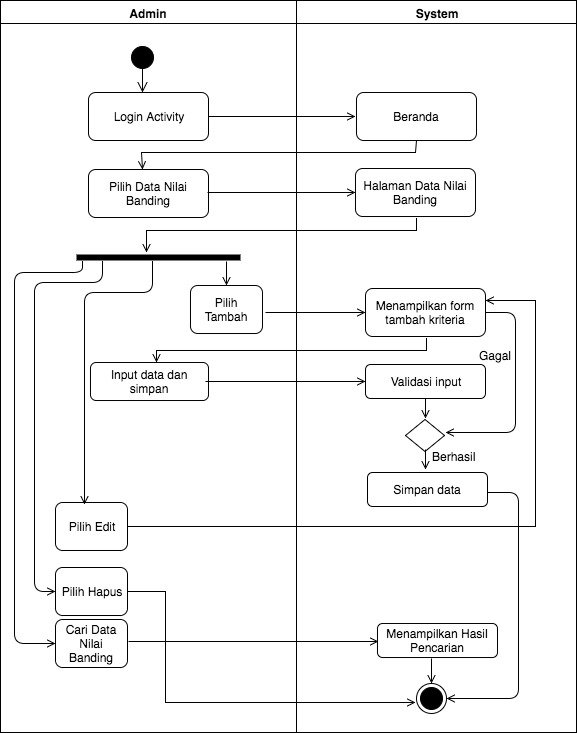 Admin
System
Login Activity
Beranda
Pilih Data Nilai
Banding
Halaman Data Nilai
Banding
Pilih
Tambah
Menampilkan form
tambah kriteria
Gagal
Input data dan
simpan
Validasi input
Berhasil
Simpan data
Pilih Edit
Pilih Hapus
Cari Data
Nilai
Banding
Menampilkan Hasil
Pencarian